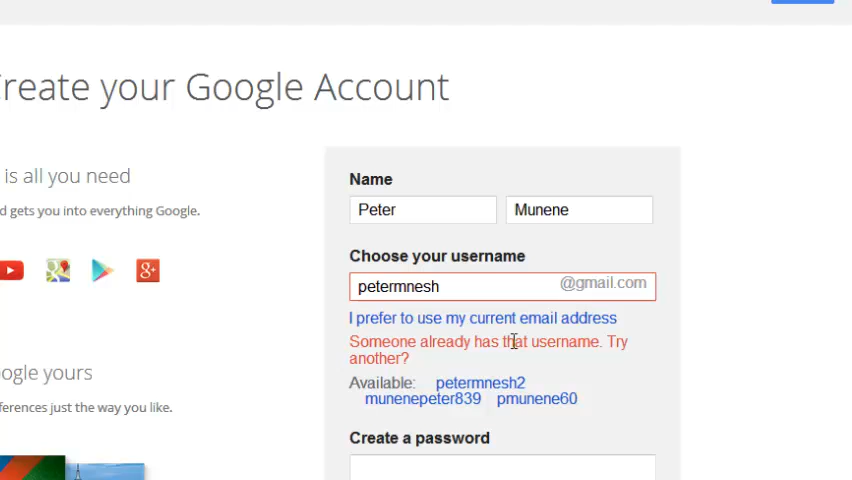 reate your Google Account
is all you need
d gets you into everything Google.
Name
Peter
Munene
Choose your username
petermnesh
@gmail.com
I prefer to use my current email address
Someone already has that username. Try
another?
Available: petermnesh2
munenepeter839 pmunene60
ogle yours
ferences just the way you like.
Create a password